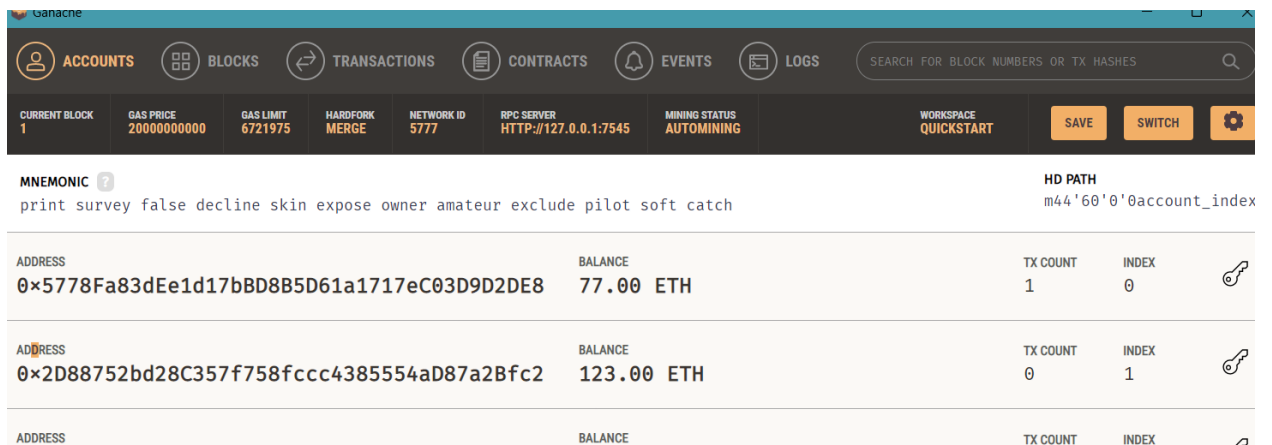 Ganache
ACCOUNTS BLOCKS TRANSACTIONS CONTRACTS EVENTS LOGS SEARCH FOR BLOCK NUMBERS OR TX HASHES
CURRENT BLOCK GAS PRICE GAS LIMIT HARDFORK NETWORK ID RPC SERVER MINING STATUS WORKSPACE
1 20000000000 6721975 MERGE 5777 HTTP://127.0.0.1:7545 AUTOMINING QUICKSTART SAVE SWITCH
MNEMONIC ? HD PATH
print survey false decline skin expose owner amateur exclude pilot soft catch m44'60'0'0account_index
ADDRESS BALANCE TX COUNT INDEX
0×5778Fa83dEe1d17bBD8B5D61a1717eC03D9D2DE8 77.00 ETH 1 0
ADDRESS BALANCE TX COUNT INDEX
0×2D88752bd28C357f758fccc4385554aD87a2Bfc2 123.00 ETH 0 1
ADDRESS BALANCE TX COUNT INDEX